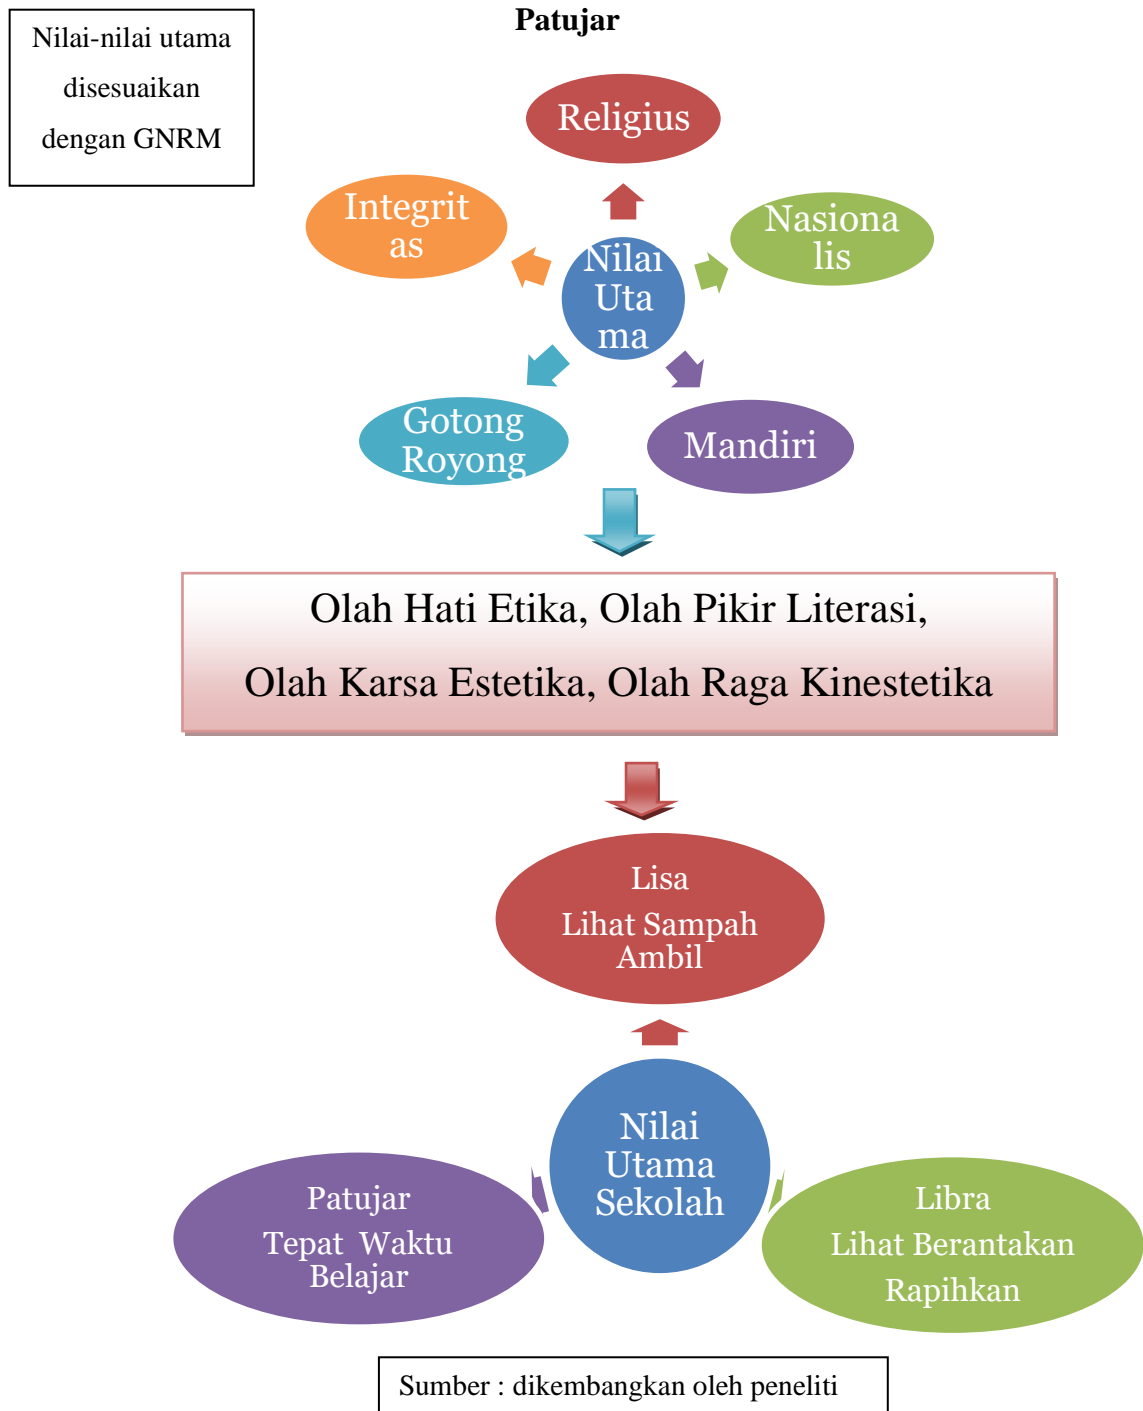 Patujar
Nilai-nilai utama
disesuaikan
dengan GNRM
Religius
Integrit
as
Nasiona
lis
Nilai
Uta
ma
Gotong
Royong
Mandiri
Olah Hati Etika, Olah Pikir Literasi,
Olah Karsa Estetika, Olah Raga Kinestetika
Lisa
Lihat Sampah
Ambil
Nilai
Utama
Sekolah
Patujar
Tepat Waktu
Belajar
Libra
Lihat Berantakan
Rapihkan
Sumber : dikembangkan oleh peneliti